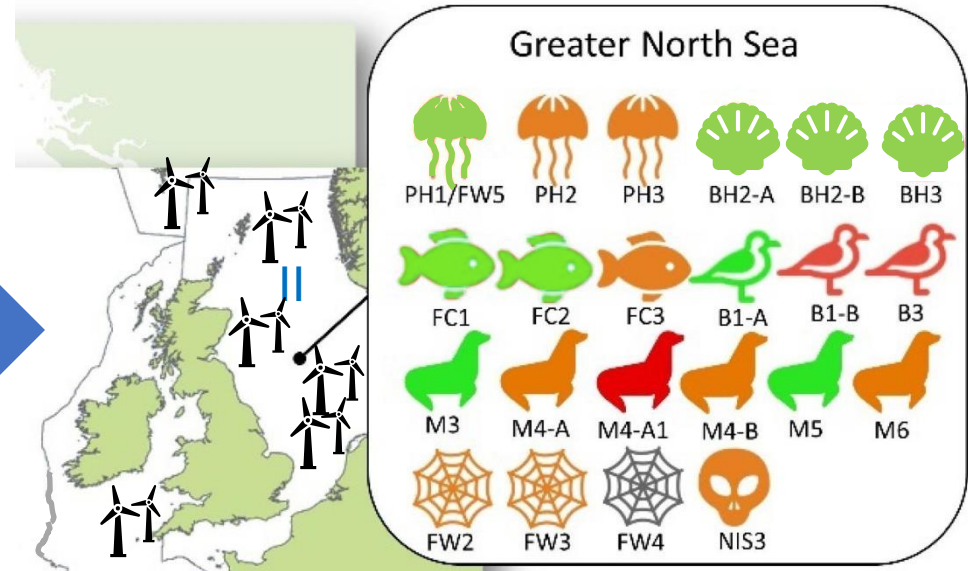 Greater North Sea
PH1/FW5 PH2 PH3 BH2-A BH2-B BH3
FC1 FC2 FC3 B1-A B1-B B3
M3 M4-A M4-A1 M4-B M5 M6
FW2 FW3 FW4 NIS3